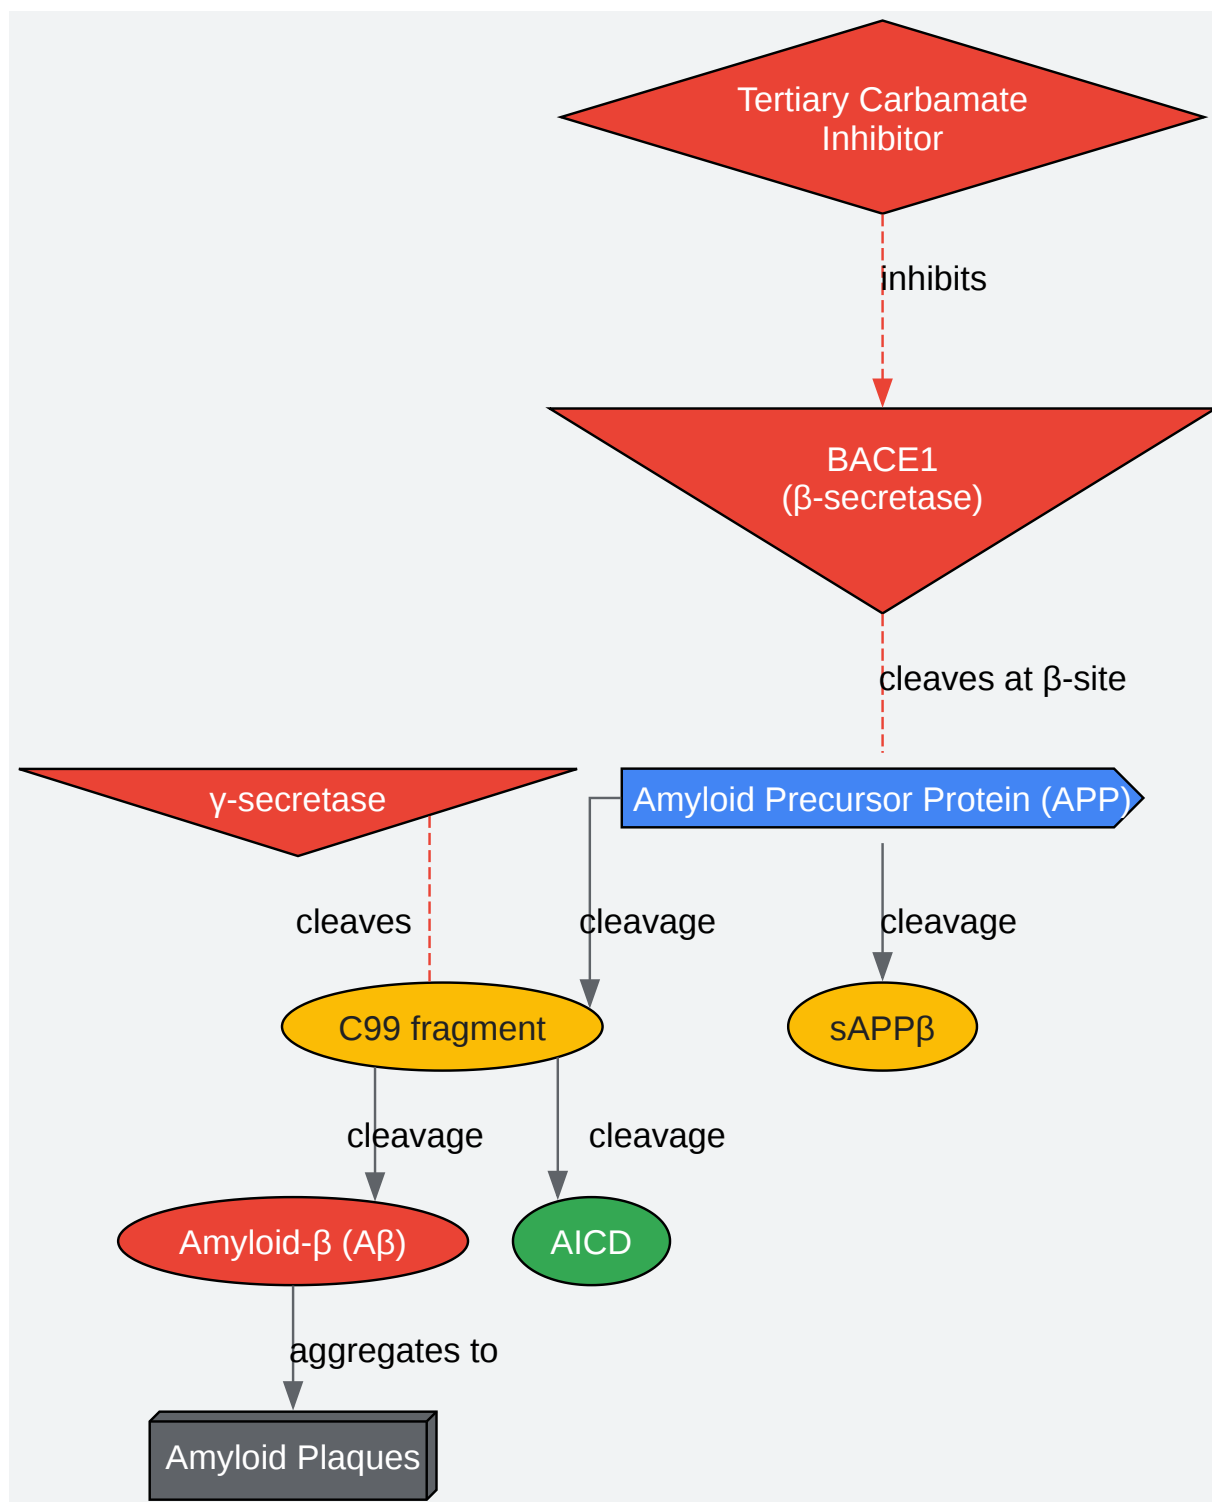 Tertiary Carbamate
Inhibitor
inhibits
BACE1
(β-secretase)
cleaves at β-site
γ-secretase
Amyloid Precursor Protein (APP)
cleaves
cleavage
cleavage
C99 fragment
sAPPβ
cleavage
cleavage
Amyloid-β (Aβ)
AICD
aggregates to
Amyloid Plaques